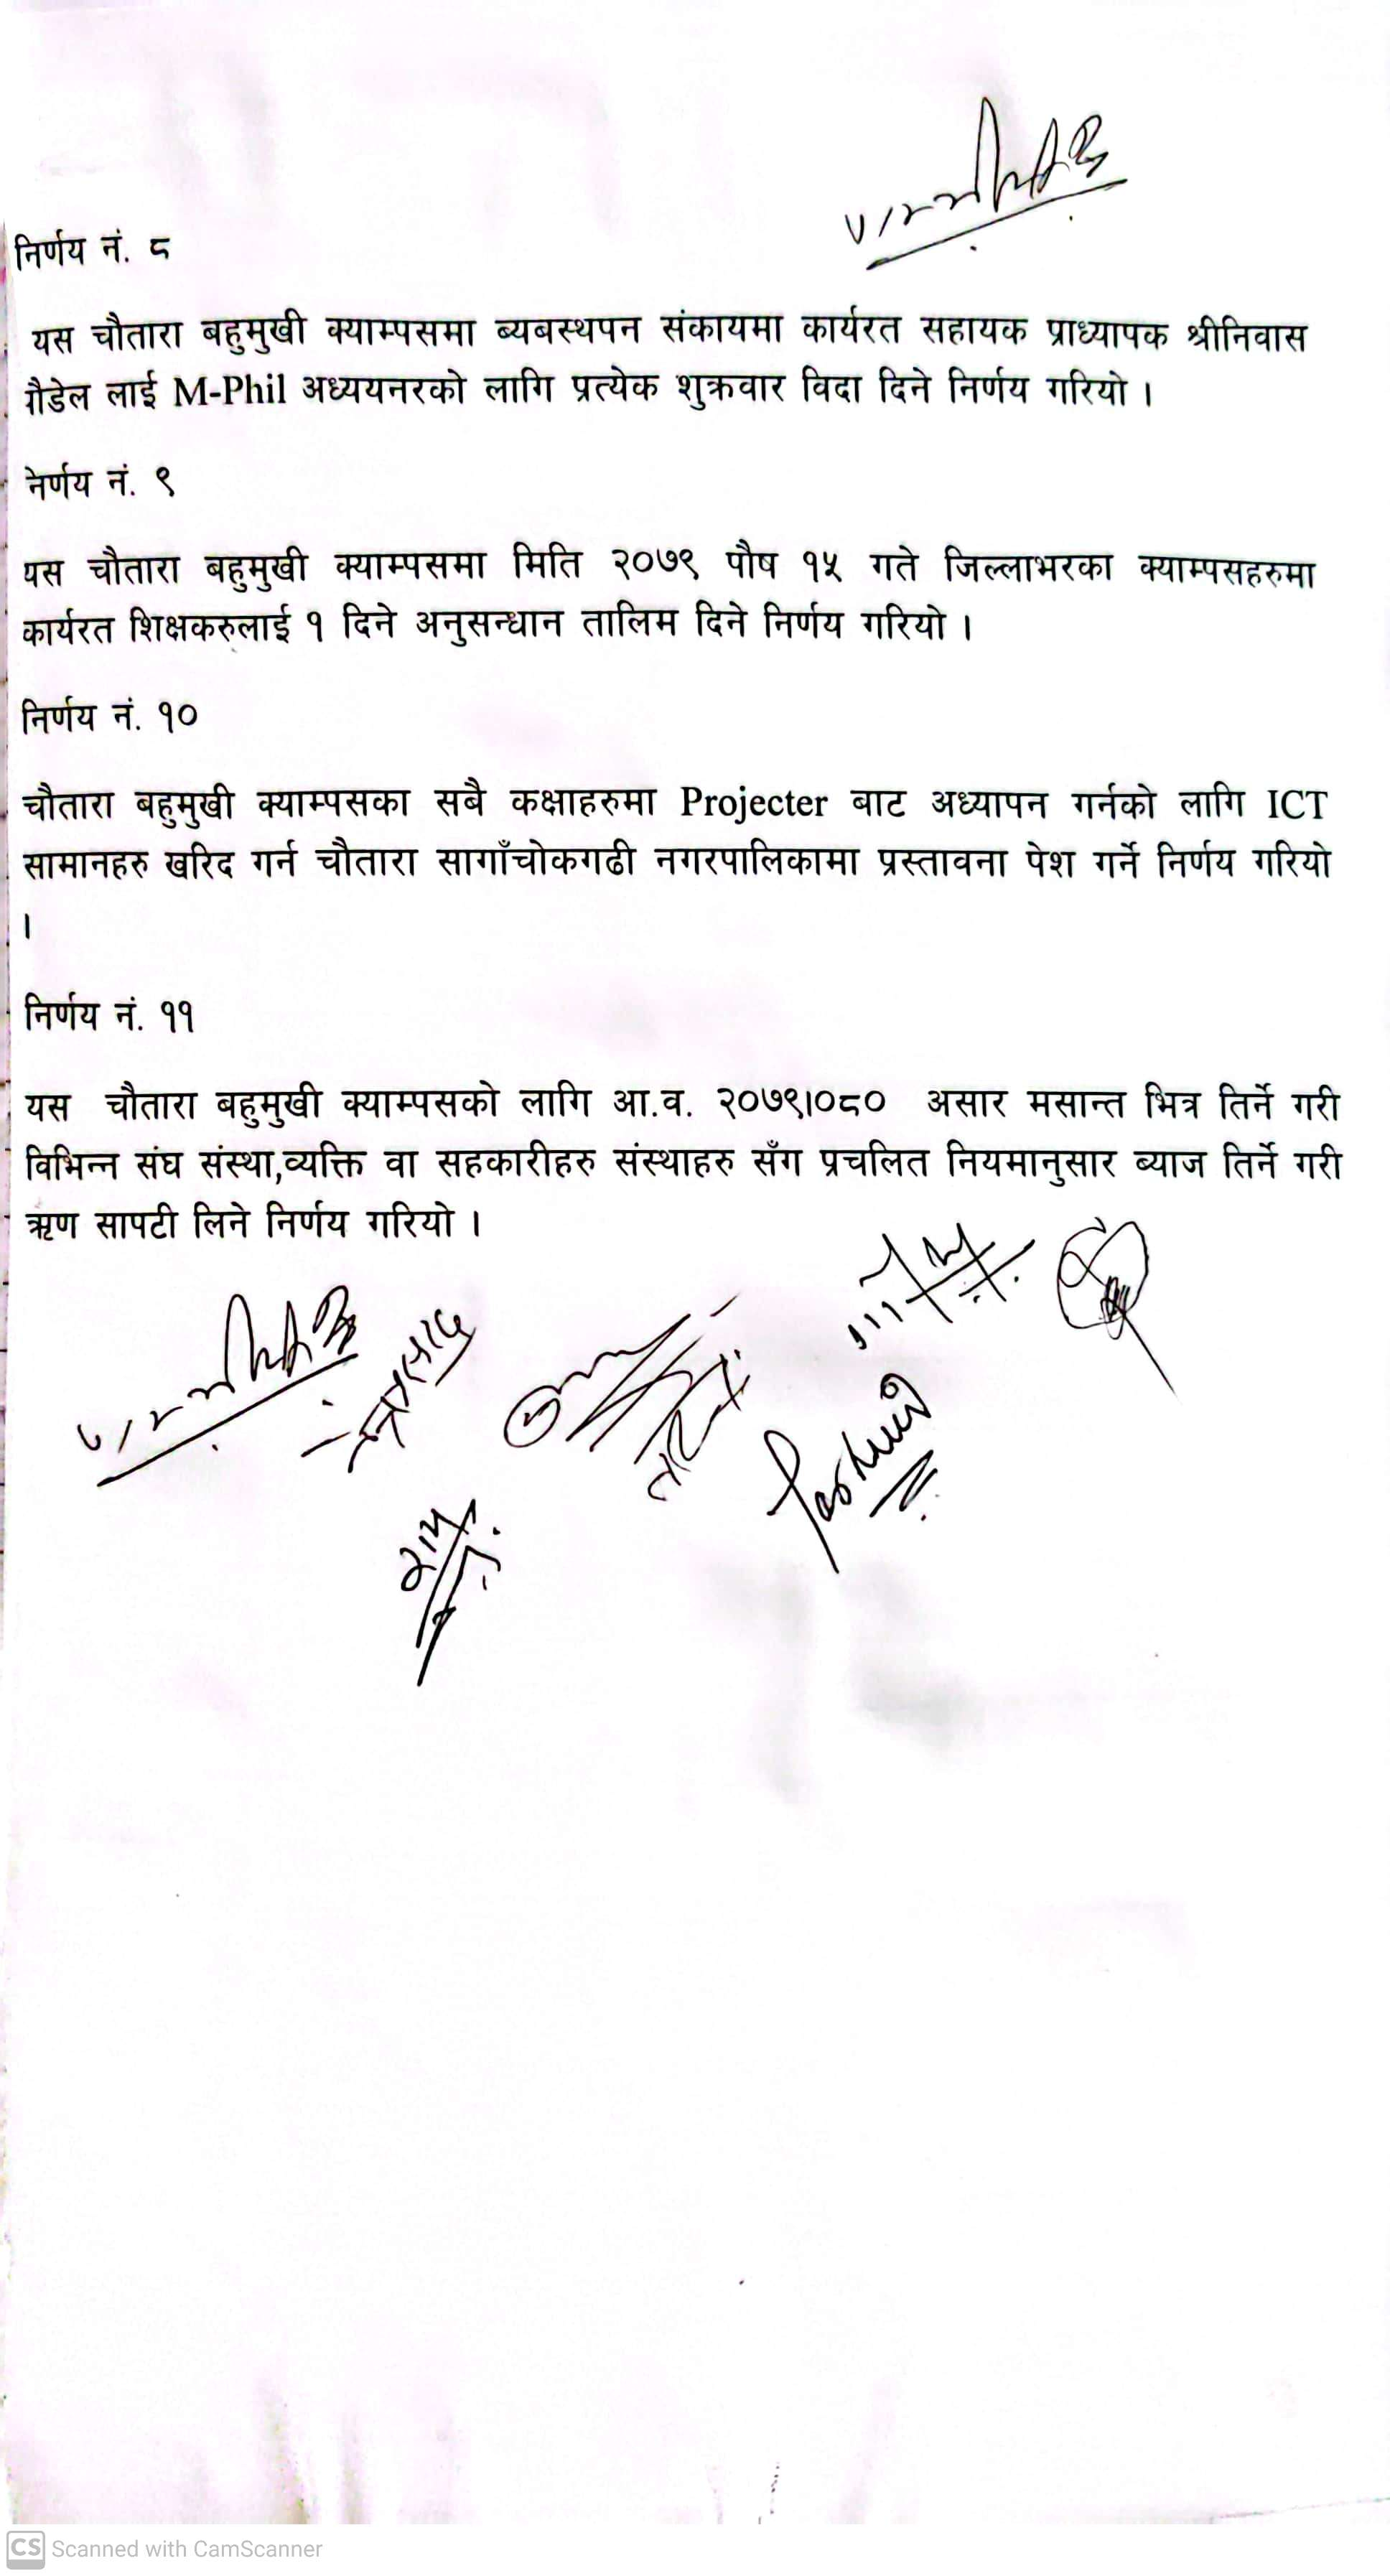 निर्णय नं. ८
यस चौतारा बहुमुखी क्याम्पसमा ब्यबस्थपन संकायमा कार्यरत सहायक प्राध्यापक श्रीनिवास
गैडेल लाई M-Phil अध्ययनरको लागि प्रत्येक शुक्रवार विदा दिने निर्णय गरियो ।
नेर्णय नं. ९
यस चौतारा बहुमुखी क्याम्पसमा मिति २०७९ पौष १५ गते जिल्लाभरका क्याम्पसहरुमा
कार्यरत शिक्षकरुलाई १ दिने अनुसन्धान तालिम दिने निर्णय गरियो ।
निर्णय नं. १०
चौतारा बहुमुखी क्याम्पसका सबै कक्षाहरुमा Projecter बाट अध्यापन गर्नको लागि ICT
सामानहरु खरिद गर्न चौतारा सागाँचोकगढी नगरपालिकामा प्रस्तावना पेश गर्ने निर्णय गरियो
।
निर्णय नं. ११
यस चौतारा बहुमुखी क्याम्पसको लागि आ.व. २०७९।०८० असार मसान्त भित्र तिर्ने गरी
विभिन्न संघ संस्था,व्यक्ति वा सहकारीहरु संस्थाहरु सँग प्रचलित नियमानुसार ब्याज तिर्ने गरी
ऋण सापटी लिने निर्णय गरियो ।
CS Scanned with CamScanner